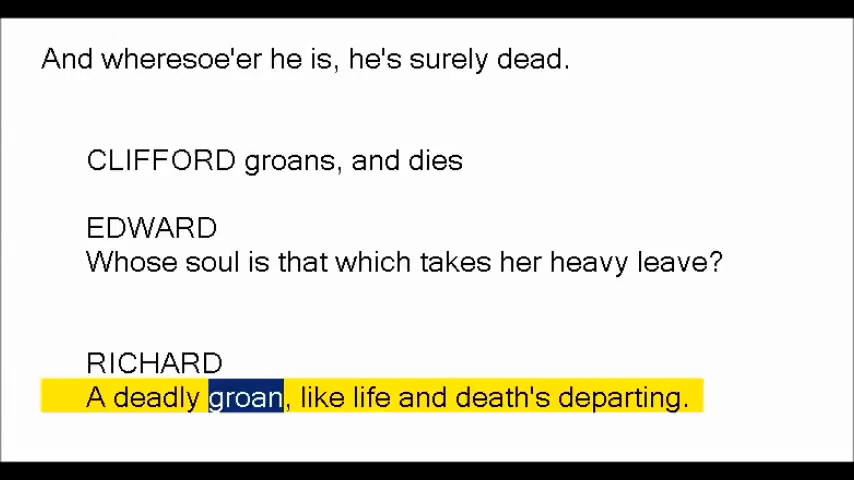 And wheresoe'er he is, he's surely dead.
CLIFFORD groans, and dies
EDWARD
Whose soul is that which takes her heavy leave?
RICHARD
A deadly groan, like life and death's departing.